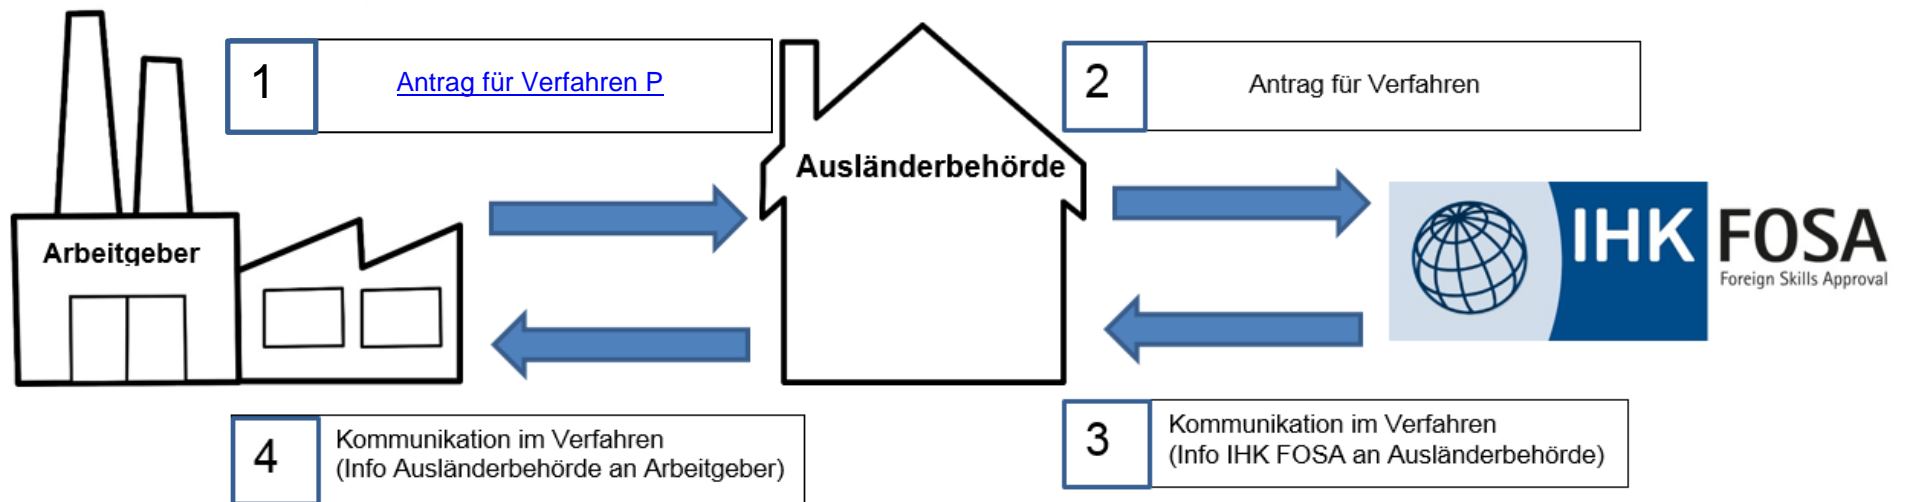 1
Antrag für Verfahren P
2
Antrag für Verfahren
Arbeitgeber
Ausländerbehörde
IHK FOSA
Foreign Skills Approval
4
Kommunikation im Verfahren
(Info Ausländerbehörde an Arbeitgeber)
3
Kommunikation im Verfahren
(Info IHK FOSA an Ausländerbehörde)